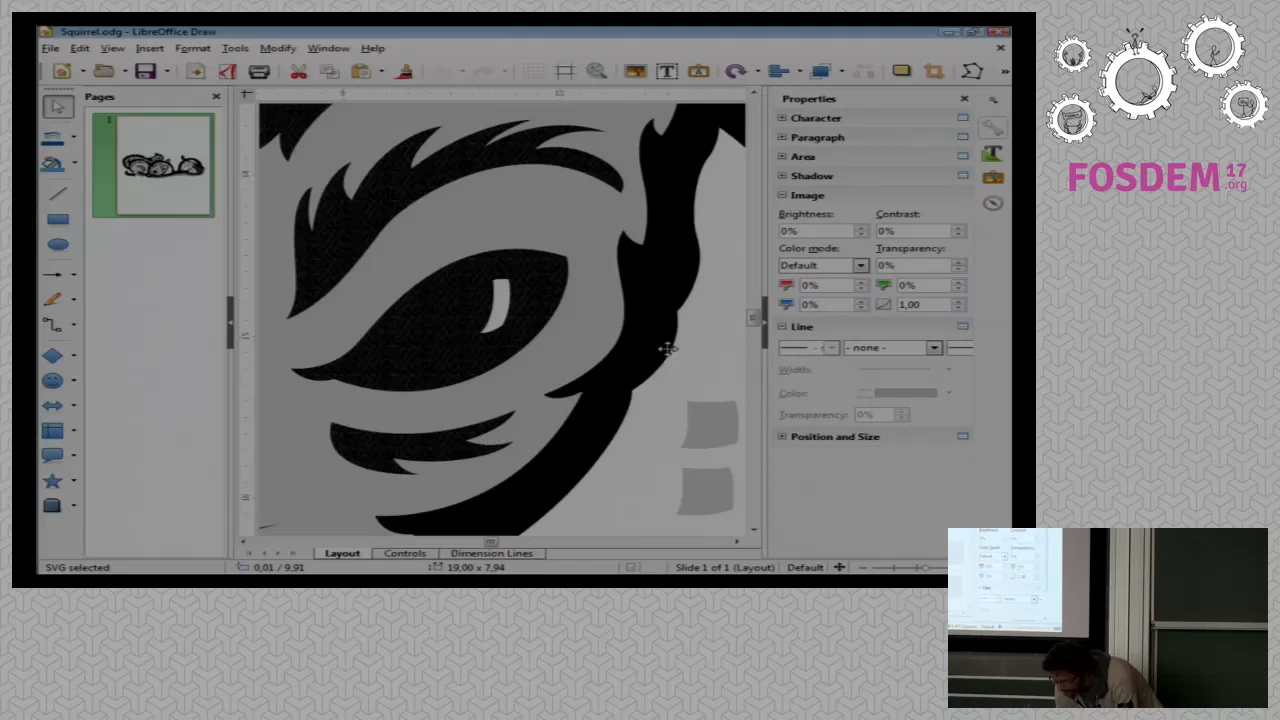 Squirrel.odg - LibreOffice Draw
File Edit View Insert Format Tools Modify Window Help
Pages
1
9 10
Properties
Character
Paragraph
Area
Shadow
Image
Brightness: Contrast:
0% 0%
Color mode: Transparency:
Default 0%
0% 0%
0% 1,00
Line
- none -
Width:
Color:
Transparency: 0%
Position and Size
Layout Controls Dimension Lines
SVG selected 0,01 / 9,91 19,00 x 7,94 Slide 1 of 1 (Layout) Default
FOSDEM 17 .org